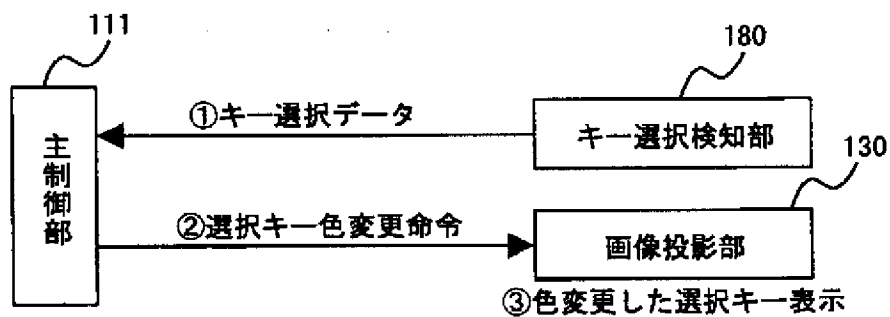 111
180
①キー選択データ
キー選択検知部
主制御部
130
②選択キー色変更命令
画像投影部
③色変更した選択キー表示